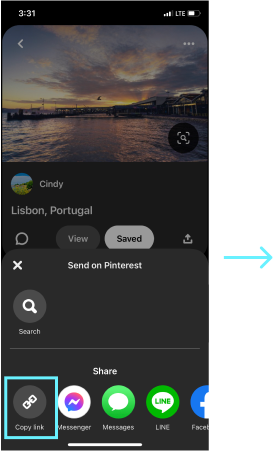 3:31
LTE
Cindy
Lisbon, Portugal
View Saved
Send on Pinterest
Search
Share
LINE
Copy link Messenger Messages LINE Faceb